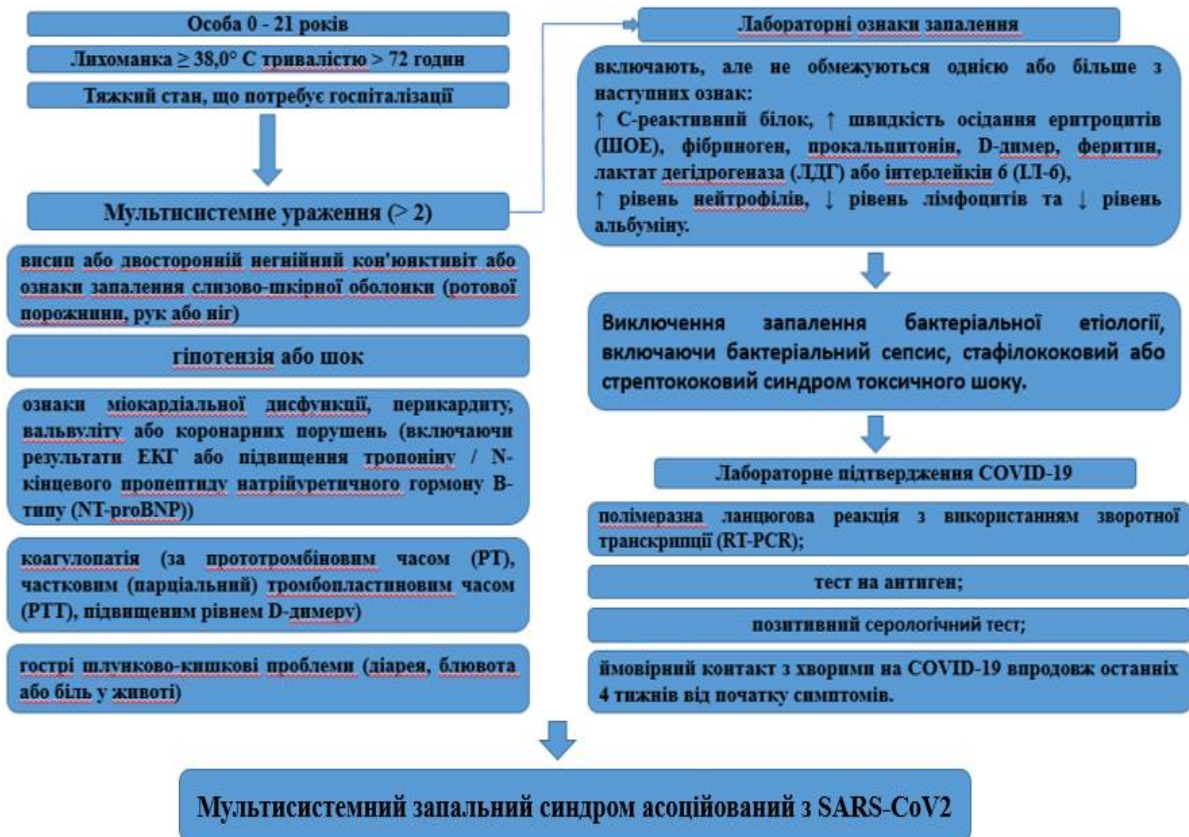 Особа 0 - 21 років
Лихоманка ≥ 38,0° С тривалістю > 72 годин
Тяжкий стан, що потребує госпіталізації
Мультисистемне ураження (> 2)
висип або двосторонній негнійний кон'юнктивіт або
ознаки запалення слизово-шкірної оболонки (ротової
порожнини, рук або ніг)
гіпотензія або шок
ознаки міокардіальної дисфункції, перикардиту,
вальвуліту або коронарних порушень (включаючи
результати ЕКГ або підвищення тропоніну / N-
кінцевого пропептиду натрійуретичного гормону В-
типу (NT-proBNP))
коагулопатія (за прототромбіновим часом (PT),
частковим (парціальний) тромбопластиновим часом
(PTT), підвищеним рівнем D-димеру)
гострі шлунково-кишкові проблеми (діарея, блювота
або біль у животі)
Лабораторні ознаки запалення
включають, але не обмежуються однією або більше з
наступних ознак:
↑ С-реактивний білок, ↑ швидкість осідання еритроцитів
(ШОЕ), фібриноген, прокальцитонін, D-димер, феритин,
лактат дегідрогеназа (ЛДГ) або інтерлейкін 6 (ІЛ-6),
↑ рівень нейтрофілів, ↓ рівень лімфоцитів та ↓ рівень
альбуміну.
Виключення запалення бактеріальної етіології,
включаючи бактеріальний сепсис, стафілококовий або
стрептококовий синдром токсичного шоку.
Лабораторне підтвердження COVID-19
полімеразна ланцюгова реакція з використанням зворотної
транскрипції (RT-PCR);
тест на антиген;
позитивний серологічний тест;
ймовірний контакт з хворими на COVID-19 впродовж останніх
4 тижнів від початку симптомів.
Мультисистемний запальний синдром асоційований з SARS-CoV2